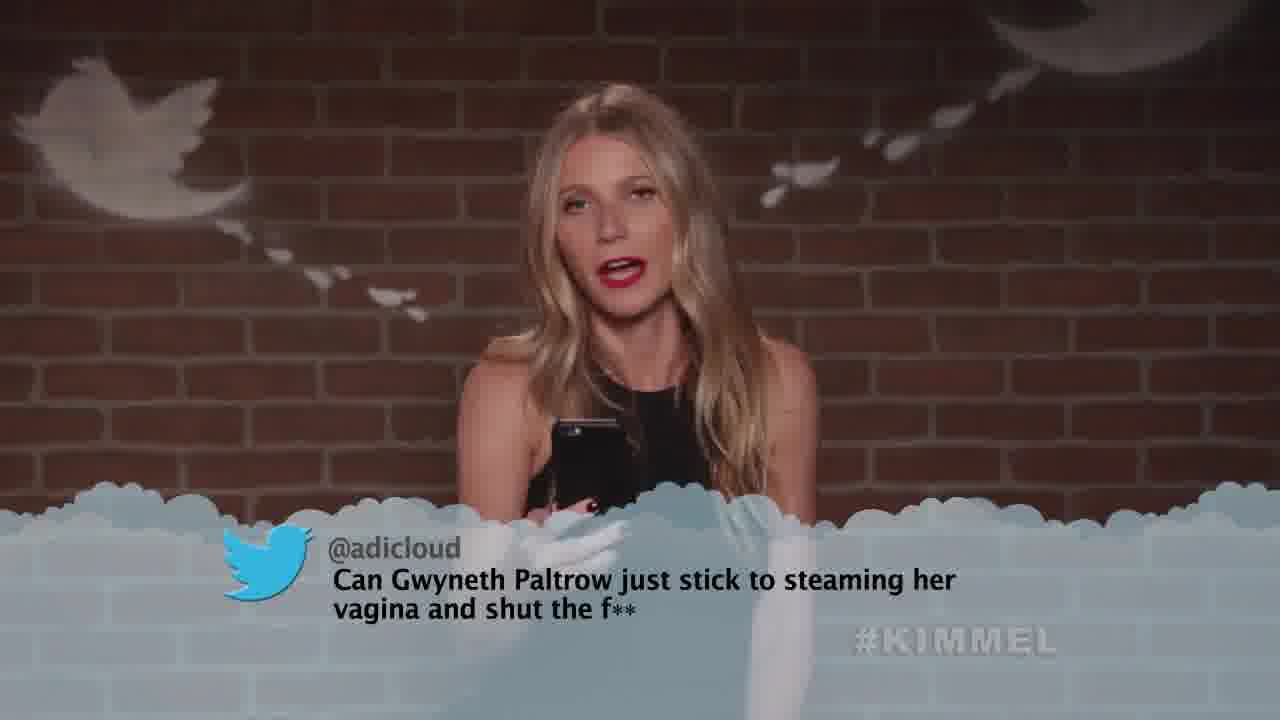 @adicloud
Can Gwyneth Paltrow just stick to steaming her
vagina and shut the f**
#KIMMEL